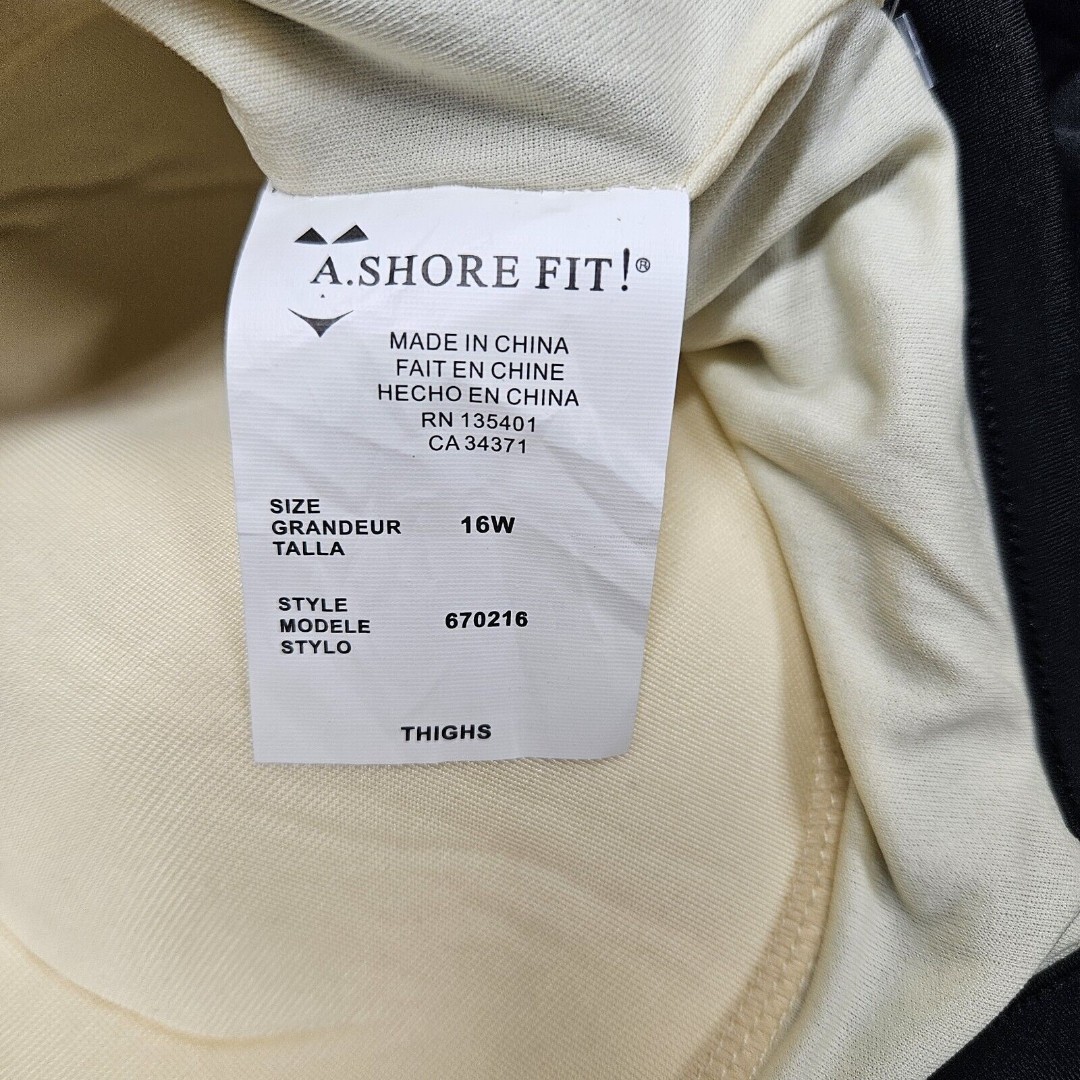 A.SHORE FIT!®
MADE IN CHINA
FAIT EN CHINE
HECHO EN CHINA
RN 135401
CA 34371
SIZE
GRANDEUR 16W
TALLA
STYLE
MODELE 670216
STYLO
THIGHS